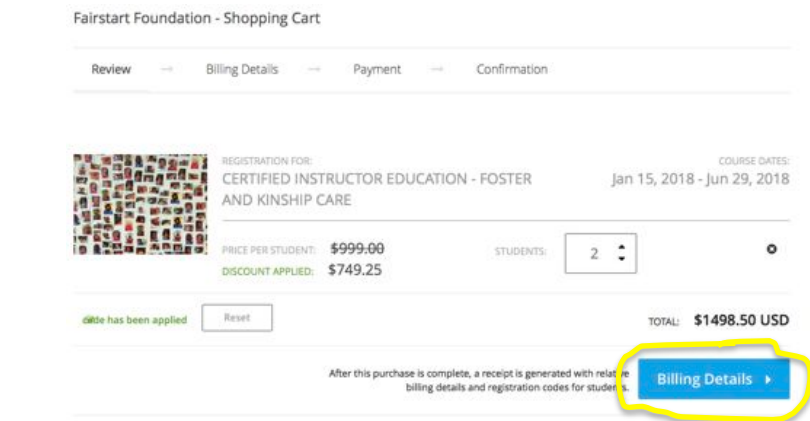 Fairstart Foundation - Shopping Cart
Review → Billing Details → Payment → Confirmation
REGISTRATION FOR:
COURSE DATES:
CERTIFIED INSTRUCTOR EDUCATION - FOSTER
AND KINSHIP CARE
Jan 15, 2018 - Jun 29, 2018
PRICE PER STUDENT: $999.00
STUDENTS: 2
DISCOUNT APPLIED: $749.25
has been applied
Reset
TOTAL: $1498.50 USD
After this purchase is complete, a receipt is generated with relative
billing details and registration codes for students.
Billing Details